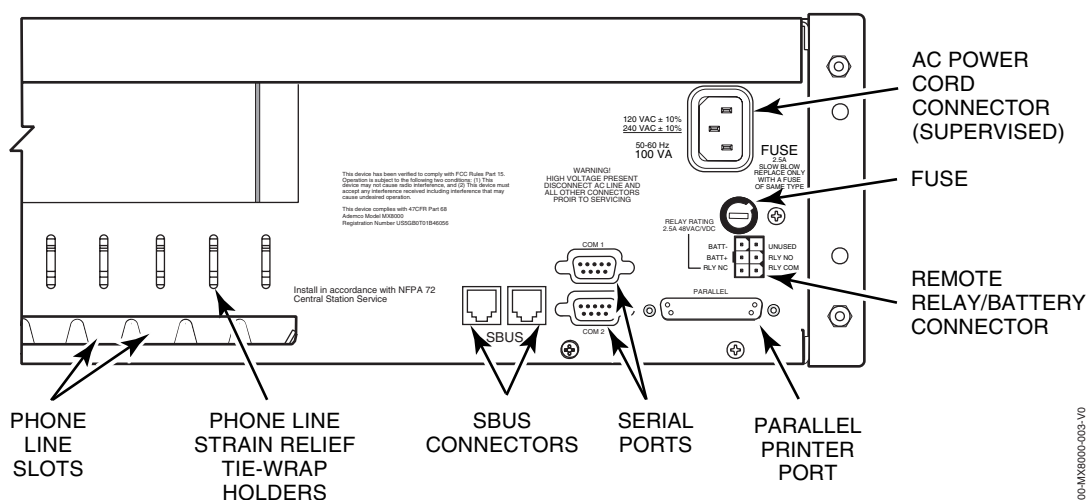 AC POWER
CORD
CONNECTOR
(SUPERVISED)
120 VAC ± 10%
240 VAC ± 10%
50-60 Hz
100 VA
FUSE
2.5A
SLOW BLOW
REPLACE ONLY
WITH A FUSE
OF SAME TYPE
WARNING!
HIGH VOLTAGE PRESENT
DISCONNECT AC LINE AND
ALL OTHER CONNECTORS
PROIR TO SERVICING
This device has been verified to comply with FCC Rules Part 15.
Operation is subject to the following two conditions: (1) This
device may not cause radio interference, and (2) This device must
accept any interference received including interference that may
cause undesired operation.
This device complies with 47CFR Part 68
Ademco Model MX8000
Registration Number US5GB0T01B46056
FUSE
RELAY RATING
2.5A 48VAC/VDC
BATT-
BATT+
RLY NC
UNUSED
RLY NO
RLY COM
COM 1
COM 2
Install in accordance with NFPA 72
Central Station Service
SBUS
PARALLEL
REMOTE
RELAY/BATTERY
CONNECTOR
PHONE
LINE
SLOTS
PHONE LINE
STRAIN RELIEF
TIE-WRAP
HOLDERS
SBUS
CONNECTORS
SERIAL
PORTS
PARALLEL
PRINTER
PORT
00-MX8000-003-V0